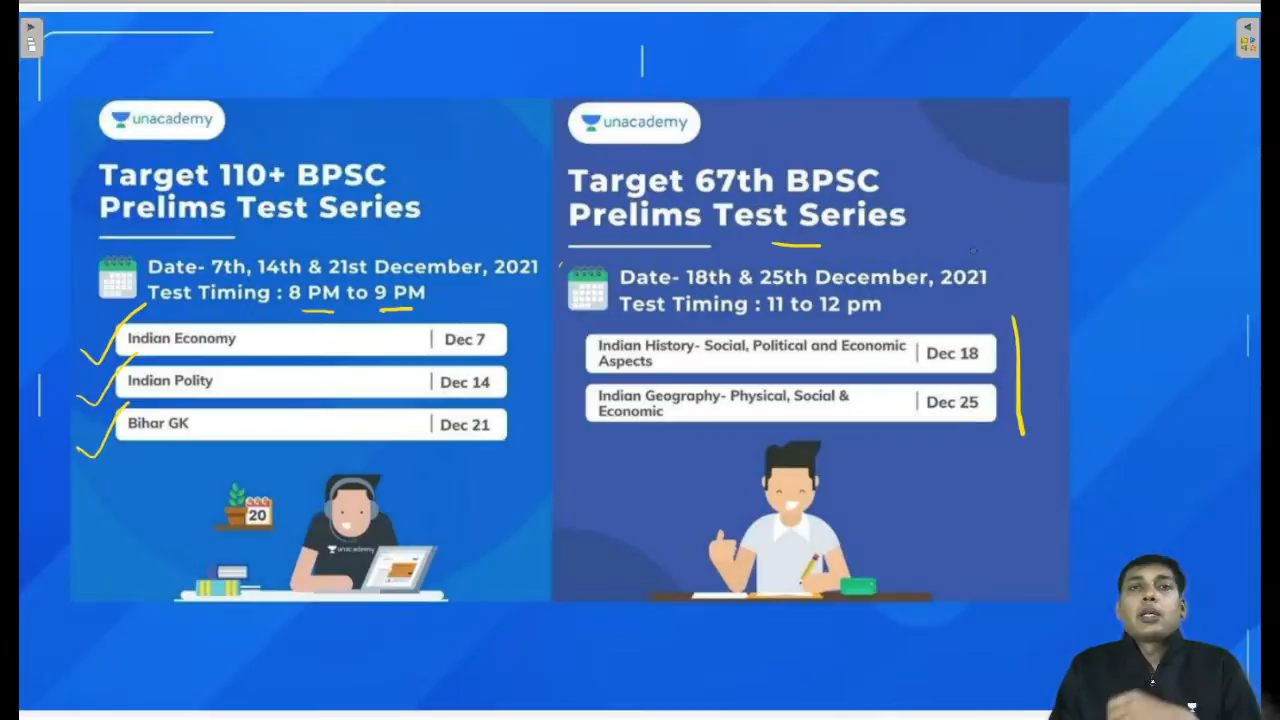 unacademy
Target 110+ BPSC
Prelims Test Series
Date- 7th, 14th & 21st December, 2021
Test Timing : 8 PM to 9 PM
Indian Economy | Dec 7
Indian Polity | Dec 14
Bihar GK | Dec 21
20
unacademy
unacademy
Target 67th BPSC
Prelims Test Series
Date- 18th & 25th December, 2021
Test Timing : 11 to 12 pm
Indian History- Social, Political and Economic
Aspects | Dec 18
Indian Geography- Physical, Social &
Economic | Dec 25